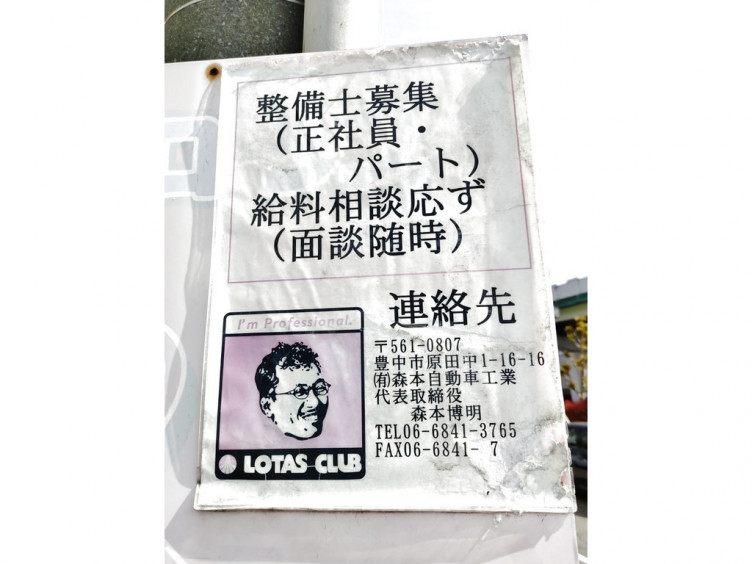 整備士募集
（正社員・
パート）
給料相談応ず
（面談随時）
連絡先
〒561-0807
豊中市原田中1-16-16
㈲森本自動車工業
代表取締役
森本博明
TEL06-6841-3765
FAX06-6841- 7
I'm Professional.
LOTAS CLUB